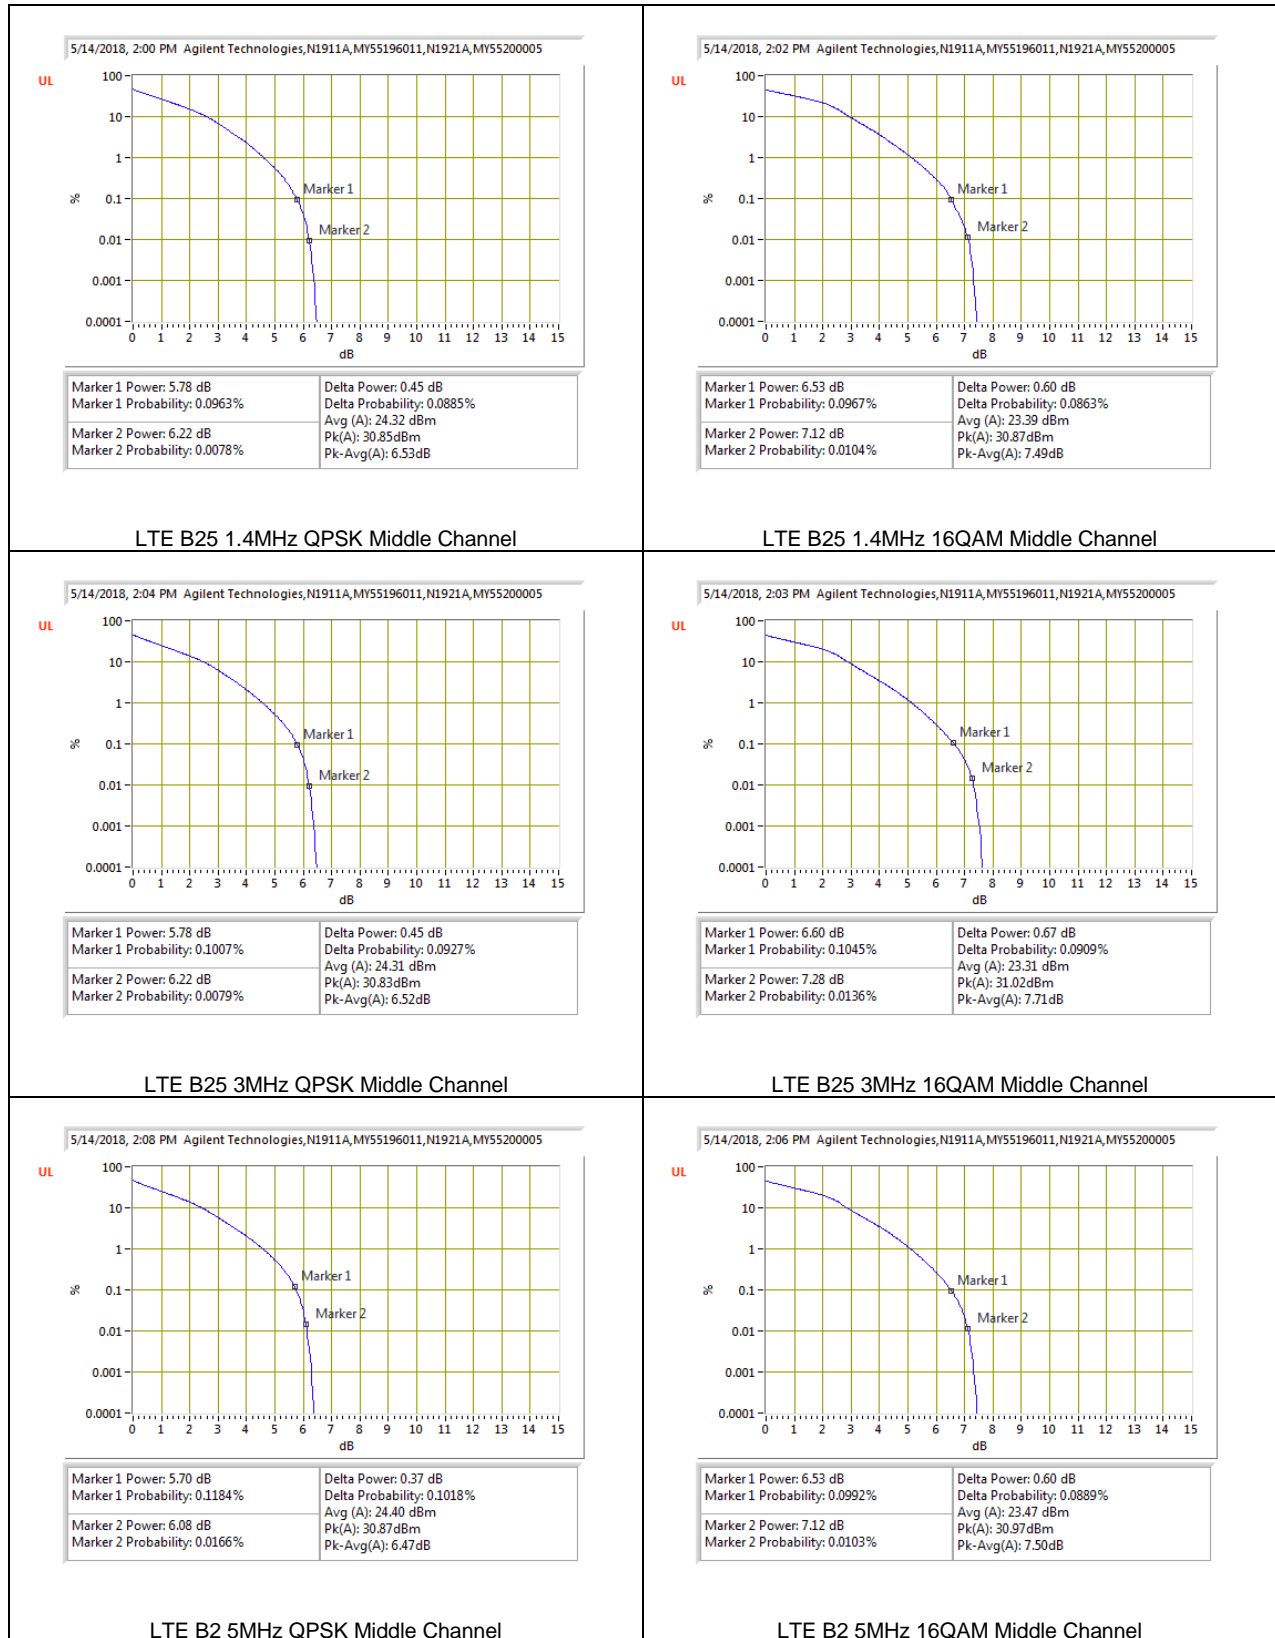 5/14/2018, 2:00 PM Agilent Technologies,N1911A,MY55196011,N1921A,MY55200005
UL
100
10
1
0.1
0.01
0.001
0.0001
%
Marker 1
Marker 2
0 1 2 3 4 5 6 7 8 9 10 11 12 13 14 15
dB
Marker 1 Power: 5.78 dB
Marker 1 Probability: 0.0963%
Marker 2 Power: 6.22 dB
Marker 2 Probability: 0.0078%
Delta Power: 0.45 dB
Delta Probability: 0.0885%
Avg (A): 24.32 dBm
Pk(A): 30.85dBm
Pk-Avg(A): 6.53dB
LTE B25 1.4MHz QPSK Middle Channel
5/14/2018, 2:02 PM Agilent Technologies,N1911A,MY55196011,N1921A,MY55200005
UL
100
10
1
0.1
0.01
0.001
0.0001
%
Marker 1
Marker 2
0 1 2 3 4 5 6 7 8 9 10 11 12 13 14 15
dB
Marker 1 Power: 6.53 dB
Marker 1 Probability: 0.0967%
Marker 2 Power: 7.12 dB
Marker 2 Probability: 0.0104%
Delta Power: 0.60 dB
Delta Probability: 0.0863%
Avg (A): 23.39 dBm
Pk(A): 30.87dBm
Pk-Avg(A): 7.49dB
LTE B25 1.4MHz 16QAM Middle Channel
5/14/2018, 2:04 PM Agilent Technologies,N1911A,MY55196011,N1921A,MY55200005
UL
100
10
1
0.1
0.01
0.001
0.0001
%
Marker 1
Marker 2
0 1 2 3 4 5 6 7 8 9 10 11 12 13 14 15
dB
Marker 1 Power: 5.78 dB
Marker 1 Probability: 0.1007%
Marker 2 Power: 6.22 dB
Marker 2 Probability: 0.0079%
Delta Power: 0.45 dB
Delta Probability: 0.0927%
Avg (A): 24.31 dBm
Pk(A): 30.83dBm
Pk-Avg(A): 6.52dB
LTE B25 3MHz QPSK Middle Channel
5/14/2018, 2:03 PM Agilent Technologies,N1911A,MY55196011,N1921A,MY55200005
UL
100
10
1
0.1
0.01
0.001
0.0001
%
Marker 1
Marker 2
0 1 2 3 4 5 6 7 8 9 10 11 12 13 14 15
dB
Marker 1 Power: 6.60 dB
Marker 1 Probability: 0.1045%
Marker 2 Power: 7.28 dB
Marker 2 Probability: 0.0136%
Delta Power: 0.67 dB
Delta Probability: 0.0909%
Avg (A): 23.31 dBm
Pk(A): 31.02dBm
Pk-Avg(A): 7.71dB
LTE B25 3MHz 16QAM Middle Channel
5/14/2018, 2:08 PM Agilent Technologies,N1911A,MY55196011,N1921A,MY55200005
UL
100
10
1
0.1
0.01
0.001
0.0001
%
Marker 1
Marker 2
0 1 2 3 4 5 6 7 8 9 10 11 12 13 14 15
dB
Marker 1 Power: 5.70 dB
Marker 1 Probability: 0.1184%
Marker 2 Power: 6.08 dB
Marker 2 Probability: 0.0166%
Delta Power: 0.37 dB
Delta Probability: 0.1018%
Avg (A): 24.40 dBm
Pk(A): 30.87dBm
Pk-Avg(A): 6.47dB
LTE B2 5MHz QPSK Middle Channel
5/14/2018, 2:06 PM Agilent Technologies,N1911A,MY55196011,N1921A,MY55200005
UL
100
10
1
0.1
0.01
0.001
0.0001
%
Marker 1
Marker 2
0 1 2 3 4 5 6 7 8 9 10 11 12 13 14 15
dB
Marker 1 Power: 6.53 dB
Marker 1 Probability: 0.0992%
Marker 2 Power: 7.12 dB
Marker 2 Probability: 0.0103%
Delta Power: 0.60 dB
Delta Probability: 0.0889%
Avg (A): 23.47 dBm
Pk(A): 30.97dBm
Pk-Avg(A): 7.50dB
LTE B2 5MHz 16QAM Middle Channel